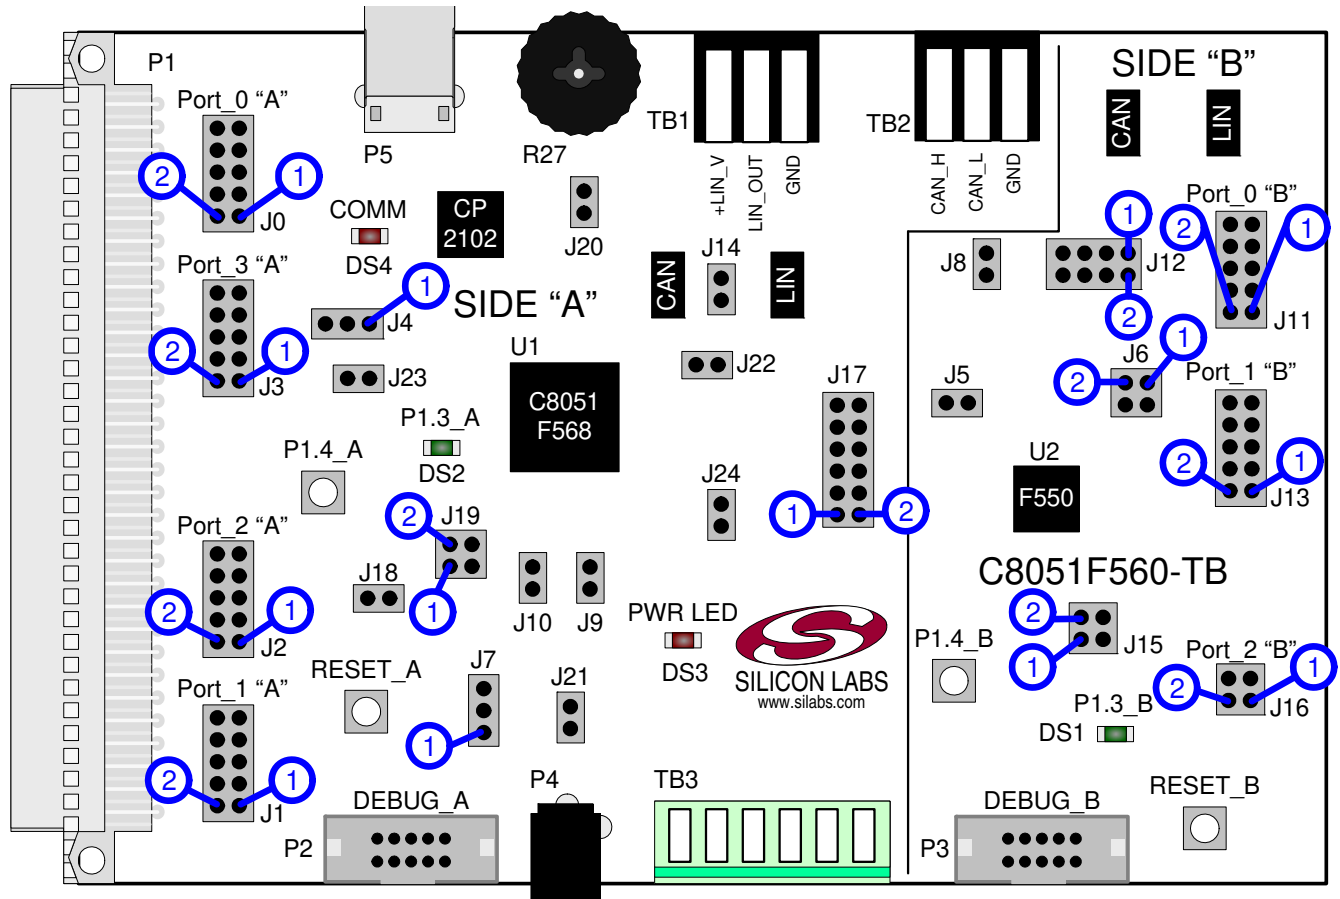 P1
Port_0 “A”
2
1
J0
P5
COMM
DS4
CP
2102
R27
J20
TB1
+LIN_V
LIN_OUT
GND
TB2
CAN_H
CAN_L
GND
SIDE “B”
CAN
LIN
Port_0 “B”
2
1
J11
J8
1
J12
2
Port_3 “A”
2
1
J3
1
J4
SIDE “A”
CAN
J14
LIN
J23
U1
C8051
F568
J22
J17
1
2
J5
J6
2
1
Port_1 “B”
2
1
J13
P1.3_A
DS2
P1.4_A
J24
U2
F550
Port_2 “A”
2
1
J2
2
J19
1
J18
J10
J9
C8051F560-TB
PWR LED
DS3
SILICON LABS
www.silabs.com
2
1
J15
P1.4_B
Port_2 “B”
2
1
J16
P1.3_B
DS1
Port_1 “A”
2
1
J1
RESET_A
J7
1
J21
P2
DEBUG_A
P4
TB3
P3
DEBUG_B
RESET_B